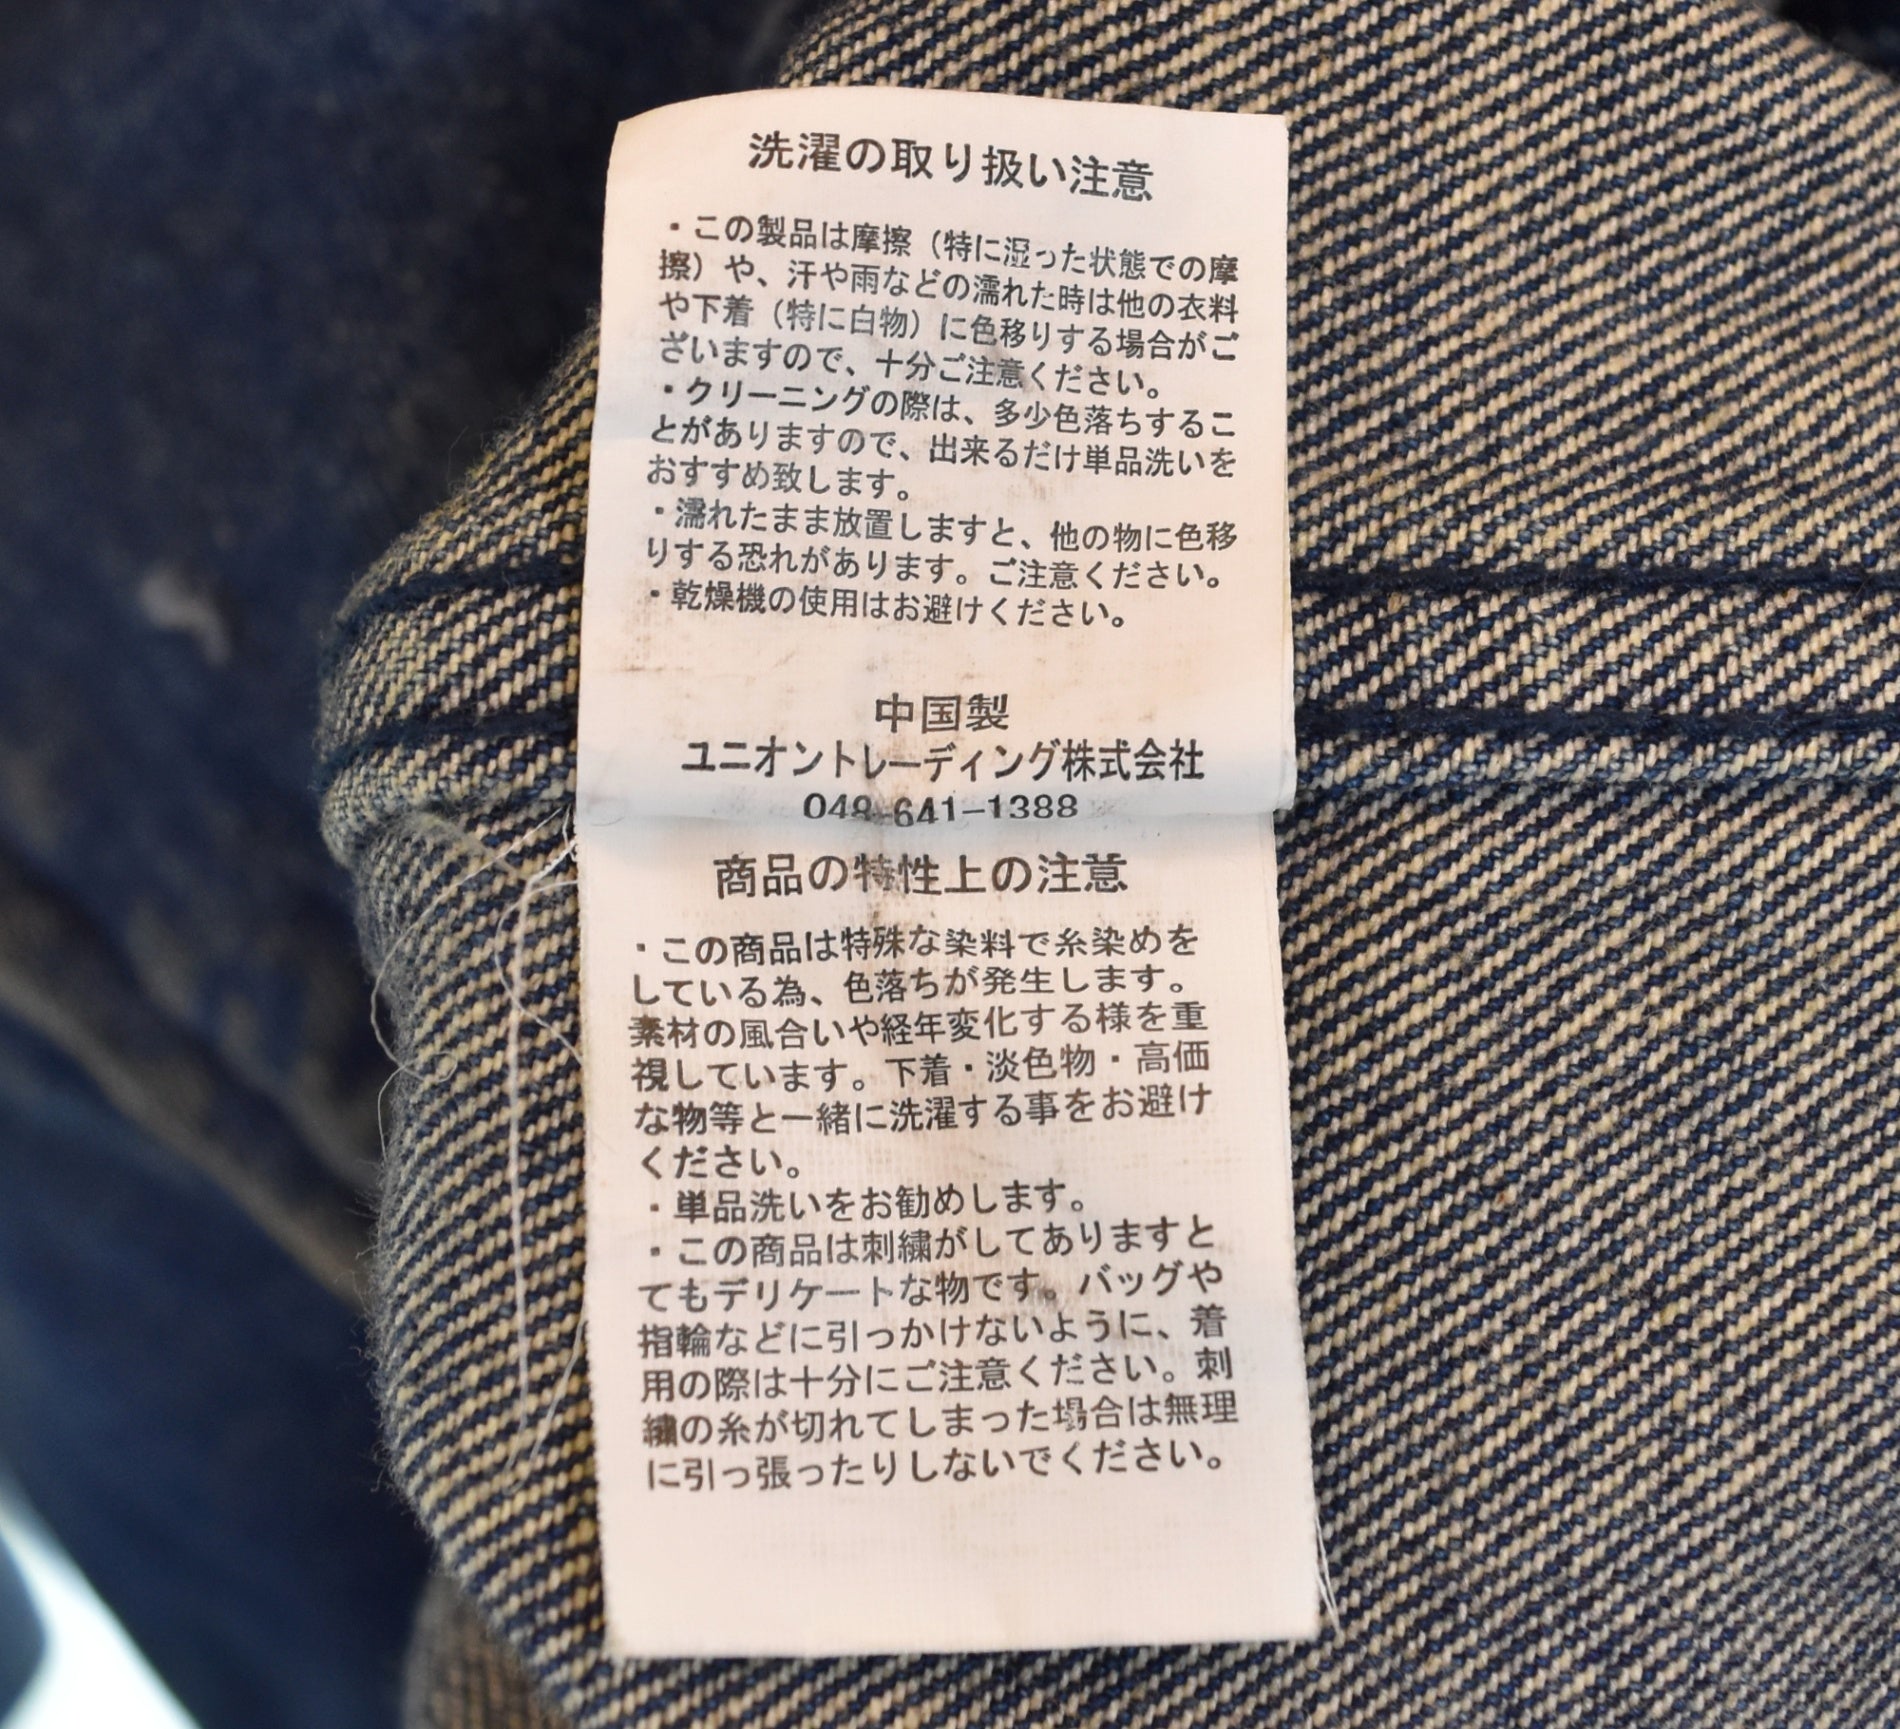 洗濯の取り扱い注意
・この製品は摩擦（特に湿った状態での摩
擦）や、汗や雨などの濡れた時は他の衣料
や下着（特に白物）に色移りする場合がご
ざいますので、十分ご注意ください。
・クリーニングの際は、多少色落ちするこ
とがありますので、出来るだけ単品洗いを
おすすめ致します。
・濡れたまま放置しますと、他の物に色移
りする恐れがあります。ご注意ください。
・乾燥機の使用はお避けください。
中国製
ユニオントレーディング株式会社
048-641-1388
商品の特性上の注意
・この商品は特殊な染料で糸染めを
している為、色落ちが発生します。
素材の風合いや経年変化する様を重
視しています。下着・淡色物・高価
な物等と一緒に洗濯する事をお避け
ください。
・単品洗いをお勧めします。
・この商品は刺繍がしてありますと
てもデリケートな物です。バッグや
指輪などに引っかけないように、着
用の際は十分にご注意ください。刺
繍の糸が切れてしまった場合は無理
に引っ張ったりしないでください。